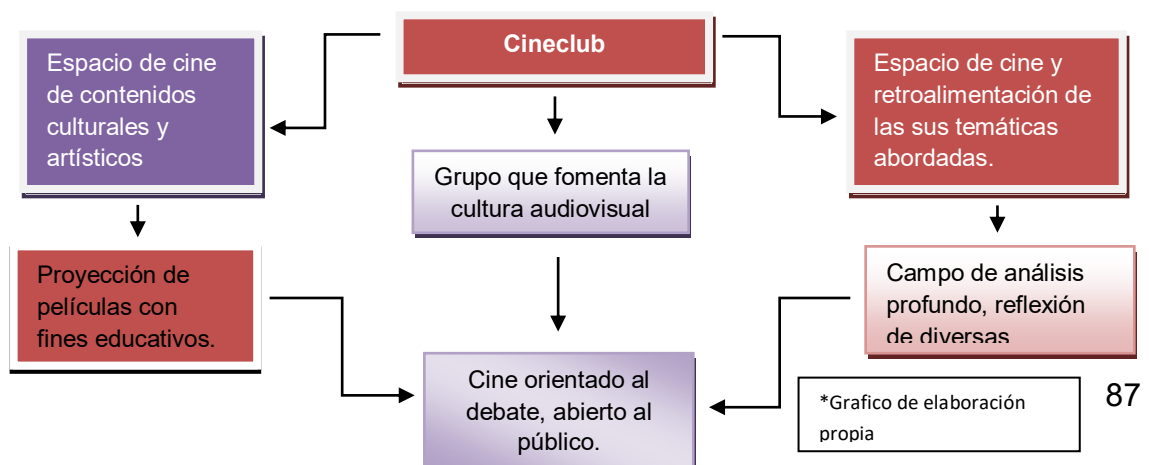 Cineclub
Espacio de cine
de contenidos
culturales y
artísticos
Espacio de cine y
retroalimentación de
las sus temáticas
abordadas.
Grupo que fomenta la
cultura audiovisual
Proyección de
películas con
fines educativos.
Campo de análisis
profundo, reflexión
de diversas
Cine orientado al
debate, abierto al
público.
*Grafico de elaboración
propia
87